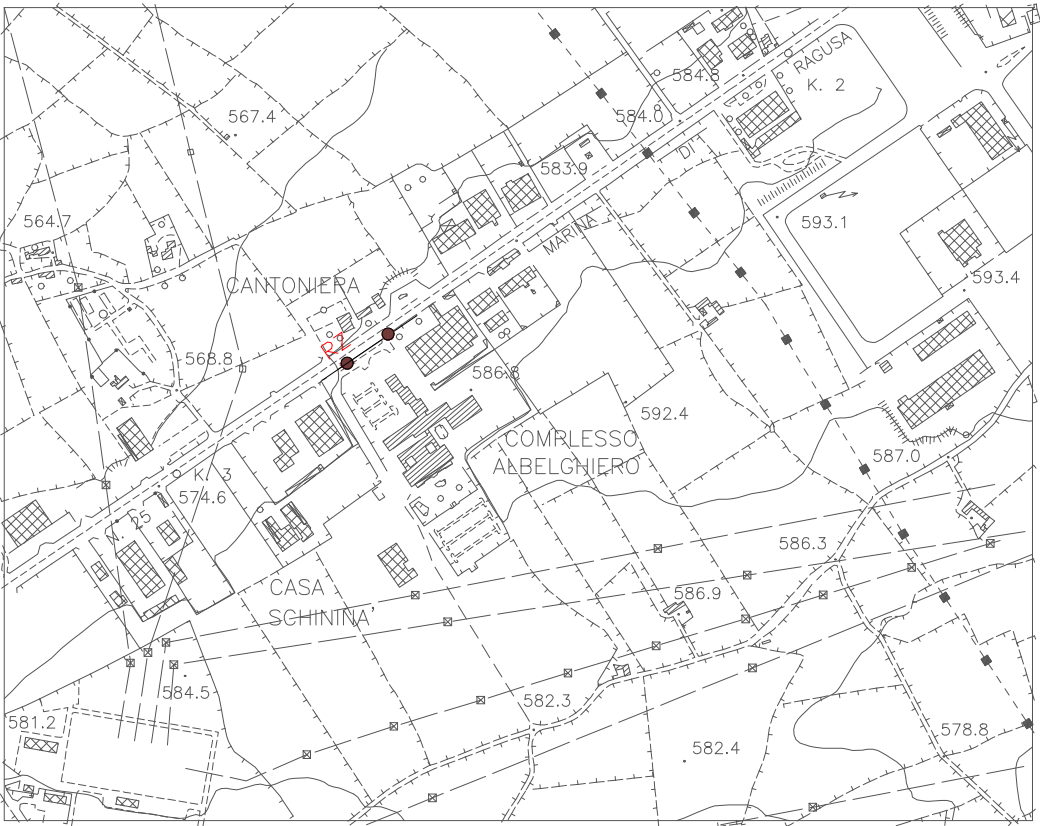 RAGUSA
584.8
K. 2
567.4
584.0
DI
583.9
564.7
593.1
MARINA
593.4
CANTONIERA
R2
568.8
586.8
592.4
COMPLESSO
587.0
ALBELGHIERO
K. 3
574.6
N. 25
586.3
CASA
586.9
SCHININA'
584.5
582.3
581.2
578.8
582.4